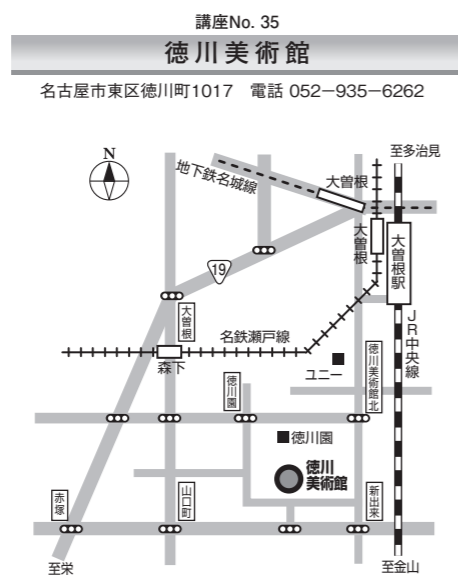 講座No. 35
徳川美術館
名古屋市東区徳川町1017　電話 052−935−6262
N
至多治見
地下鉄名城線
大曽根
大曽根
大曽根駅
19
大曽根
名鉄瀬戸線
JR中央線
森下
ユニー
徳川美術館北
徳川園
徳川園
徳川
美術館
赤塚
山口町
新出来
至栄
至金山